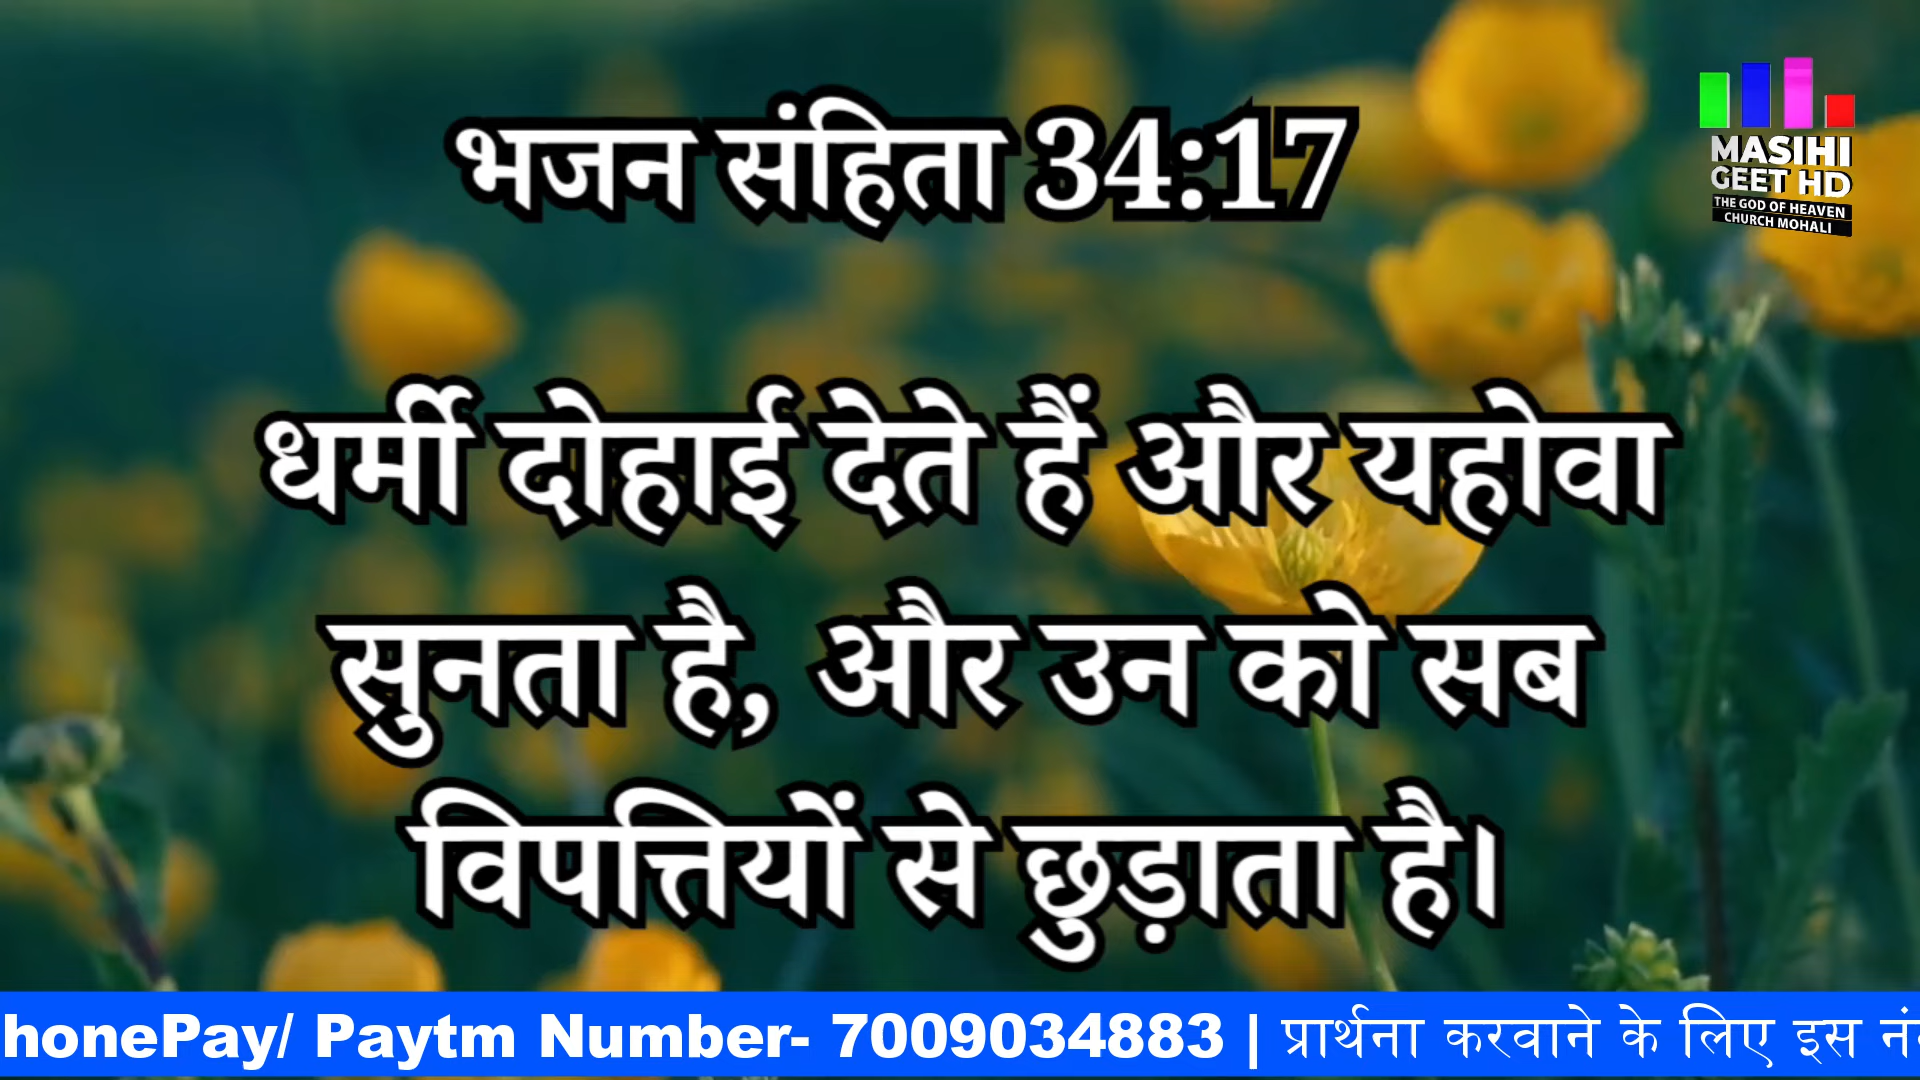 भजन संहिता 34:17
MASIHI
GEET HD
THE GOD OF HEAVEN
CHURCH MOHALI
धर्मी दोहाई देते हैं और यहोवा
सुनता है, और उन को सब
विपत्तियों से छुड़ाता है।
honePay/ Paytm Number- 7009034883 | प्रार्थना करवाने के लिए इस